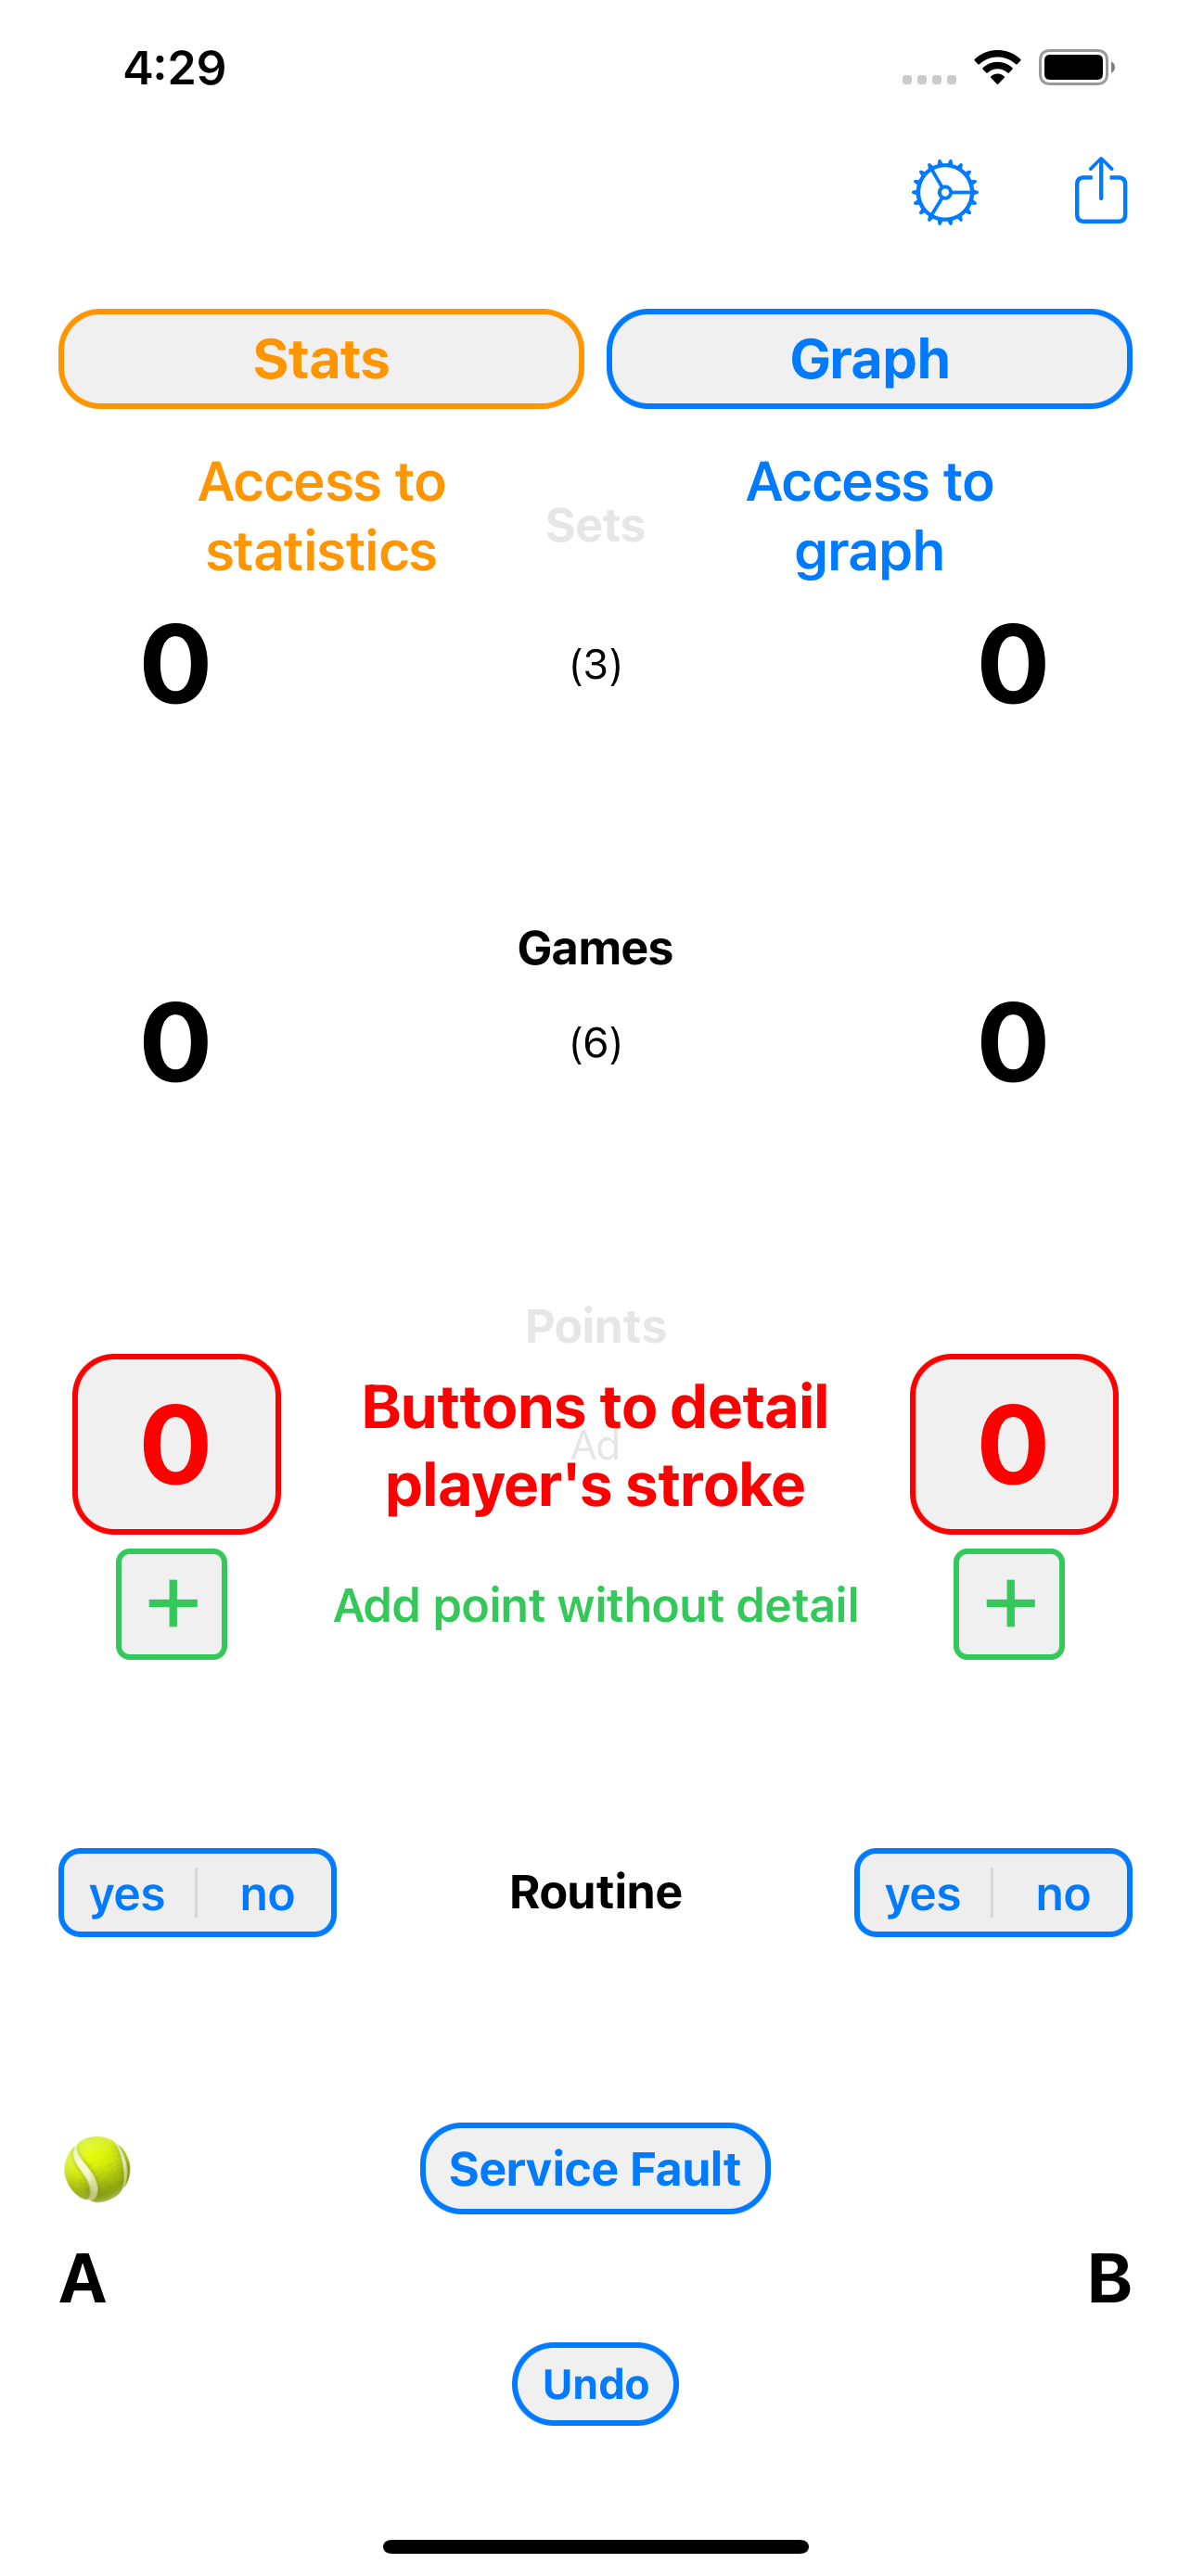 4:29
Stats
Graph
Access to
statistics
Sets
Access to
graph
0
(3)
0
Games
0
(6)
0
Points
0
Buttons to detail
Ad
player's stroke
0
+
Add point without detail
+
yes
no
Routine
yes
no
Service Fault
A
B
Undo